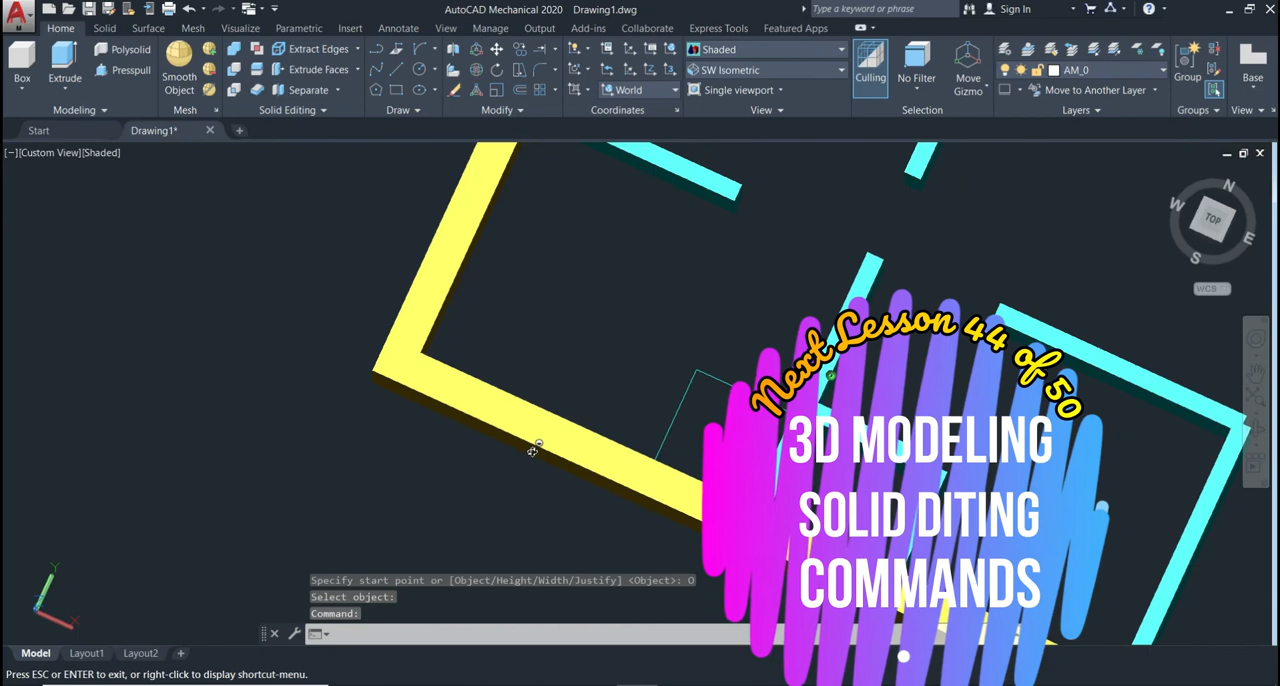 AutoCAD Mechanical 2020 Drawing1.dwg
Type a keyword or phrase
Sign In
Home Solid Surface Mesh Visualize Parametric Insert Annotate View Manage Output Add-ins Collaborate Express Tools Featured Apps
Box
Extrude
Polysolid
Presspull
Smooth
Object
Extract Edges
Extrude Faces
Separate
World
Shaded
SW Isometric
Single viewport
Culling
No Filter
Move
Gizmo
AM_0
Move to Another Layer
Group
Base
Modeling Mesh Solid Editing Draw Modify Coordinates View Selection Layers Groups View
Start Drawing1*
[−][Custom View][Shaded]
N
W
TOP
E
S
WCS
Next Lesson 44 of 50
3D MODELING
SOLID DITING
COMMANDS
Y
X
Specify start point or [Object/Height/Width/Justify] <Object>: O
Select object:
Command:
Model Layout1 Layout2
Press ESC or ENTER to exit, or right-click to display shortcut-menu.